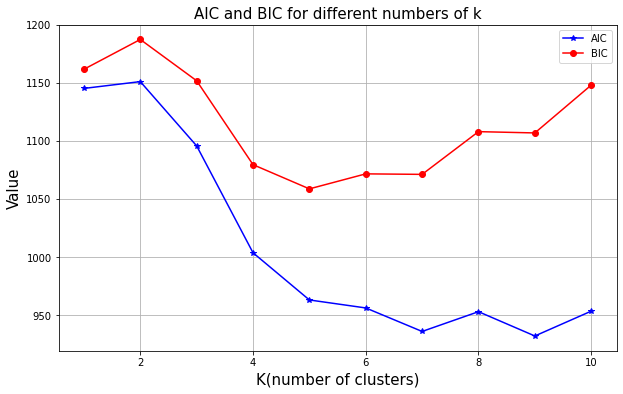 AIC and BIC for different numbers of k
AIC
BIC
Value
1200
1150
1100
1050
1000
950
2 4 6 8 10
K(number of clusters)